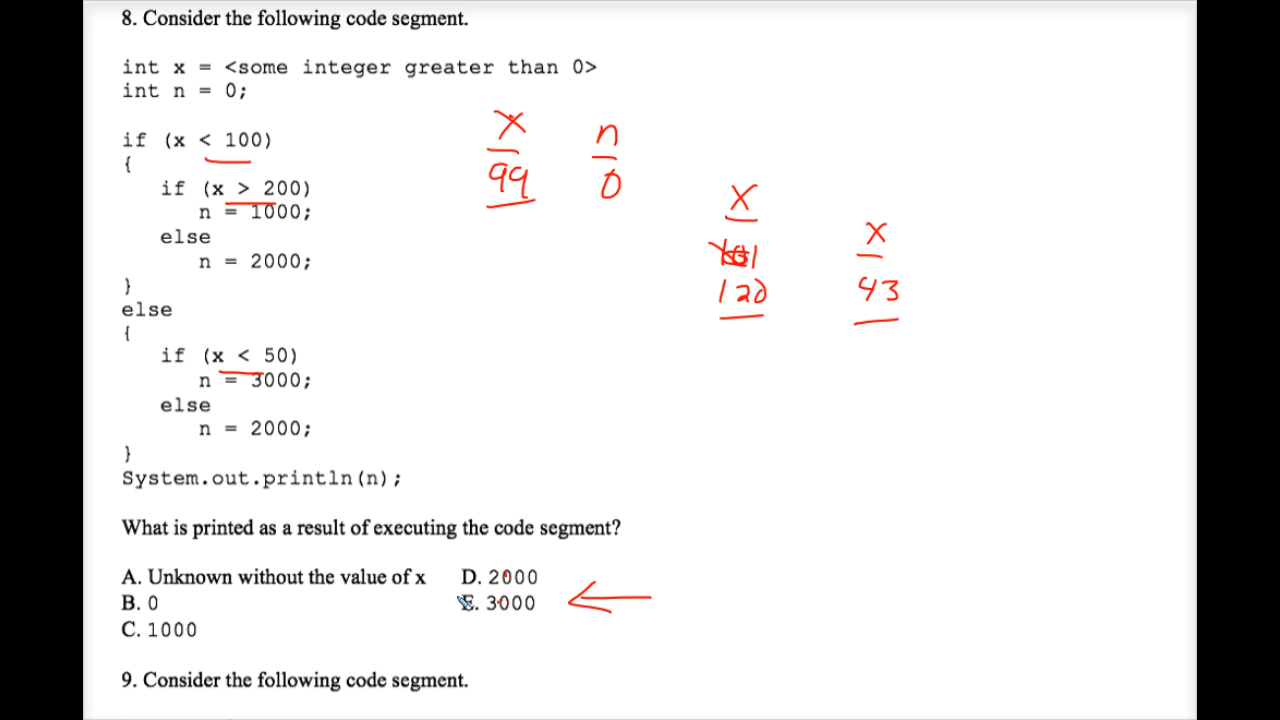 8. Consider the following code segment.
int x = <some integer greater than 0>
int n = 0;
if (x < 100)
{
if (x > 200)
n = 1000;
else
n = 2000;
}
else
{
if (x < 50)
n = 3000;
else
n = 2000;
}
System.out.println(n);
x n
99 0
x
120
x
43
What is printed as a result of executing the code segment?
A. Unknown without the value of x D. 2000
B. 0 E. 3000
C. 1000
9. Consider the following code segment.